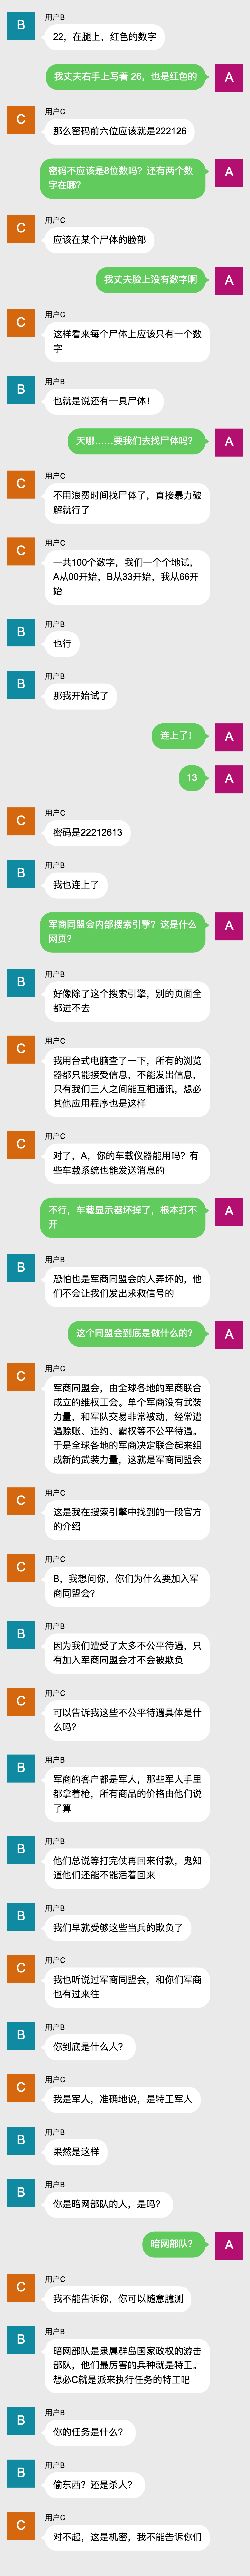 用户B
B
22，在腿上，红色的数字
我丈夫右手上写着 26，也是红色的
A
用户C
C
那么密码前六位应该就是222126
密码不应该是8位数吗？还有两个数
字在哪？
A
用户C
C
应该在某个尸体的脸部
我丈夫脸上没有数字啊
A
用户C
C
这样看来每个尸体上应该只有一个数
字
用户B
B
也就是说还有一具尸体！
天哪……要我们去找尸体吗？
A
用户C
C
不用浪费时间找尸体了，直接暴力破
解就行了
用户C
C
一共100个数字，我们一个个地试，
A从00开始，B从33开始，我从66开
始
用户B
B
也行
用户B
B
那我开始试了
连上了！
A
13
A
用户C
C
密码是22212613
用户B
B
我也连上了
军商同盟会内部搜索引擎？这是什么
网页？
A
用户B
B
好像除了这个搜索引擎，别的页面全
都进不去
用户C
C
我用台式电脑查了一下，所有的浏览
器都只能接受信息，不能发出信息，
只有我们三人之间能互相通讯，想必
其他应用程序也是这样
用户C
C
对了，A，你的车载仪器能用吗？有
些车载系统也能发送消息的
不行，车载显示器坏掉了，根本打不
开
A
用户B
B
恐怕也是军商同盟会的人弄坏的，他
们不会让我们发出求救信号的
这个同盟会到底是做什么的？
A
用户C
C
军商同盟会，由全球各地的军商联合
成立的维权工会。单个军商没有武装
力量，和军队交易非常被动，经常遭
遇赊账、违约、霸权等不公平待遇。
于是全球各地的军商决定联合起来组
成新的武装力量，这就是军商同盟会
用户C
C
这是我在搜索引擎中找到的一段官方
的介绍
用户C
C
B，我想问你，你们为什么要加入军
商同盟会？
用户B
B
因为我们遭受了太多不公平待遇，只
有加入军商同盟会才不会被欺负
用户C
C
可以告诉我这些不公平待遇具体是什
么吗？
用户B
B
军商的客户都是军人，那些军人手里
都拿着枪，所有商品的价格由他们说
了算
用户B
B
他们总说等打完仗再回来付款，鬼知
道他们还能不能活着回来
用户B
B
我们早就受够这些当兵的欺负了
用户C
C
我也听说过军商同盟会，和你们军商
也有过来往
用户B
B
你到底是什么人？
用户C
C
我是军人，准确地说，是特工军人
用户B
B
果然是这样
用户B
B
你是暗网部队的人，是吗？
暗网部队？
A
用户C
C
我不能告诉你，你可以随意臆测
用户B
B
暗网部队是隶属群岛国家政权的游击
部队，他们最厉害的兵种就是特工。
想必C就是派来执行任务的特工吧
用户B
B
你的任务是什么？
用户B
B
偷东西？还是杀人？
用户C
C
对不起，这是机密，我不能告诉你们